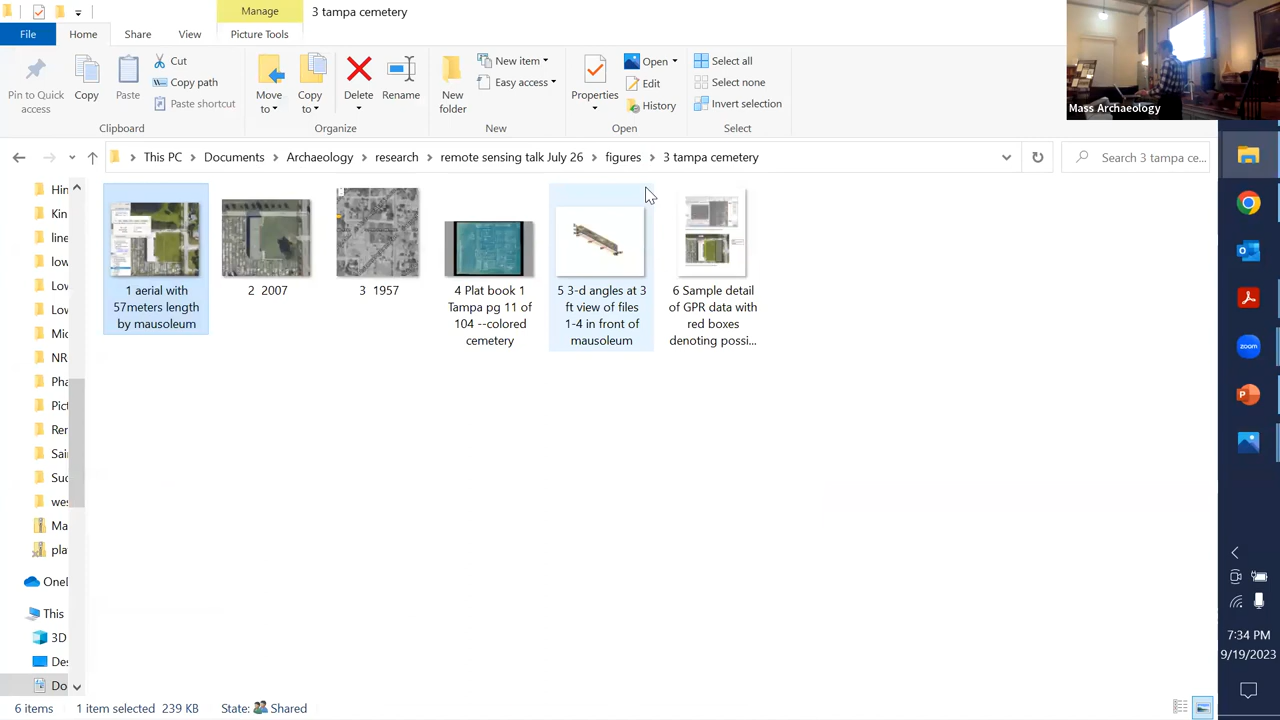 Manage
3 tampa cemetery
File
Home
Share
View
Picture Tools
Pin to Quick
access
Copy
Paste
Cut
Copy path
Paste shortcut
Clipboard
Move
to
Copy
to
Delete
Rename
Organize
New
folder
New item
Easy access
New
Properties
Open
Edit
History
Open
Select all
Select none
Invert selection
Select
Mass Archaeology
This PC
Documents
Archaeology
research
remote sensing talk July 26
figures
3 tampa cemetery
Search 3 tampa ce...
Hin
Kin
line
low
Low
Low
Mic
NR
Pha
Pic
Ren
Sai
Suc
wes
Ma
pla
OneD
This
3D
Des
Do
1 aerial with
57meters length
by mausoleum
2 2007
3 1957
4 Plat book 1
Tampa pg 11 of
104 --colored
cemetery
5 3-d angles at 3
ft view of files
1-4 in front of
mausoleum
6 Sample detail
of GPR data with
red boxes
denoting possi...
zoom
7:34 PM
9/19/2023
6 items
1 item selected 239 KB
State:
Shared